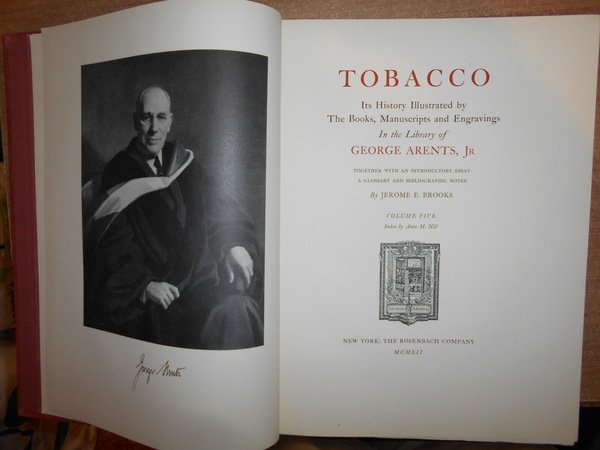 George Arents
TOBACCO
Its History Illustrated by
The Books, Manuscripts and Engravings
In the Library of
GEORGE ARENTS, JR
TOGETHER WITH AN INTRODUCTORY ESSAY
A GLOSSARY AND BIBLIOGRAPHIC NOTES
By JEROME E. BROOKS
VOLUME FIVE
Index by Anne M. Nill
NEW YORK: THE ROSENBACH COMPANY
MCMLII